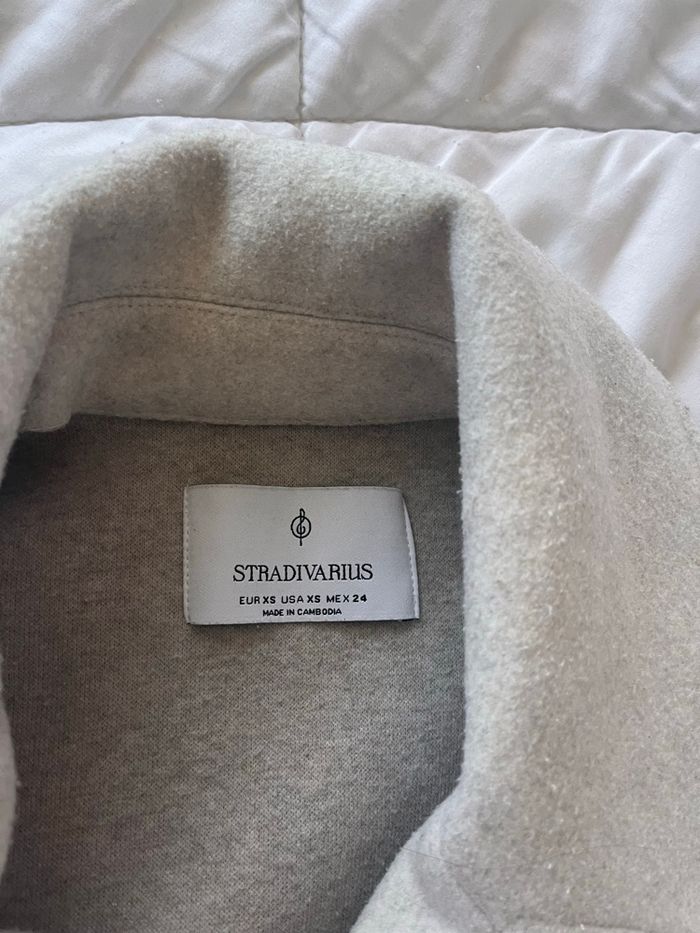 STRADIVARIUS
EUR XS USA XS MEX 24
MADE IN CAMBODIA